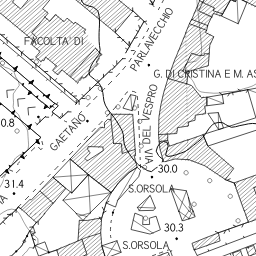 PARLAVECCHIO
FACOLTA' DI
G. DI CRISTINA E M. AS
VIA DEL VESPRO
GAETANO
0.8
30.0
31.4
S.ORSOLA
30.3
S.ORSOLA